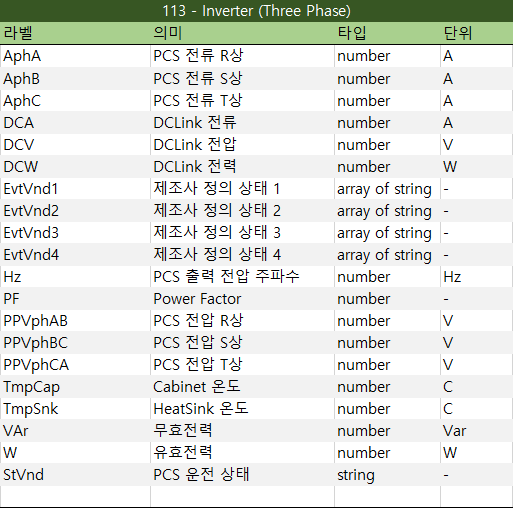 113 - Inverter (Three Phase)
라벨 의미 타입 단위
AphA PCS 전류 R상 number A
AphB PCS 전류 S상 number A
AphC PCS 전류 T상 number A
DCA DCLink 전류 number A
DCV DCLink 전압 number V
DCW DCLink 전력 number W
EvtVnd1 제조사 정의 상태 1 array of string -
EvtVnd2 제조사 정의 상태 2 array of string -
EvtVnd3 제조사 정의 상태 3 array of string -
EvtVnd4 제조사 정의 상태 4 array of string -
Hz PCS 출력 전압 주파수 number Hz
PF Power Factor number -
PPVphAB PCS 전압 R상 number V
PPVphBC PCS 전압 S상 number V
PPVphCA PCS 전압 T상 number V
TmpCap Cabinet 온도 number C
TmpSnk HeatSink 온도 number C
VAr 무효전력 number Var
W 유효전력 number W
StVnd PCS 운전 상태 string -